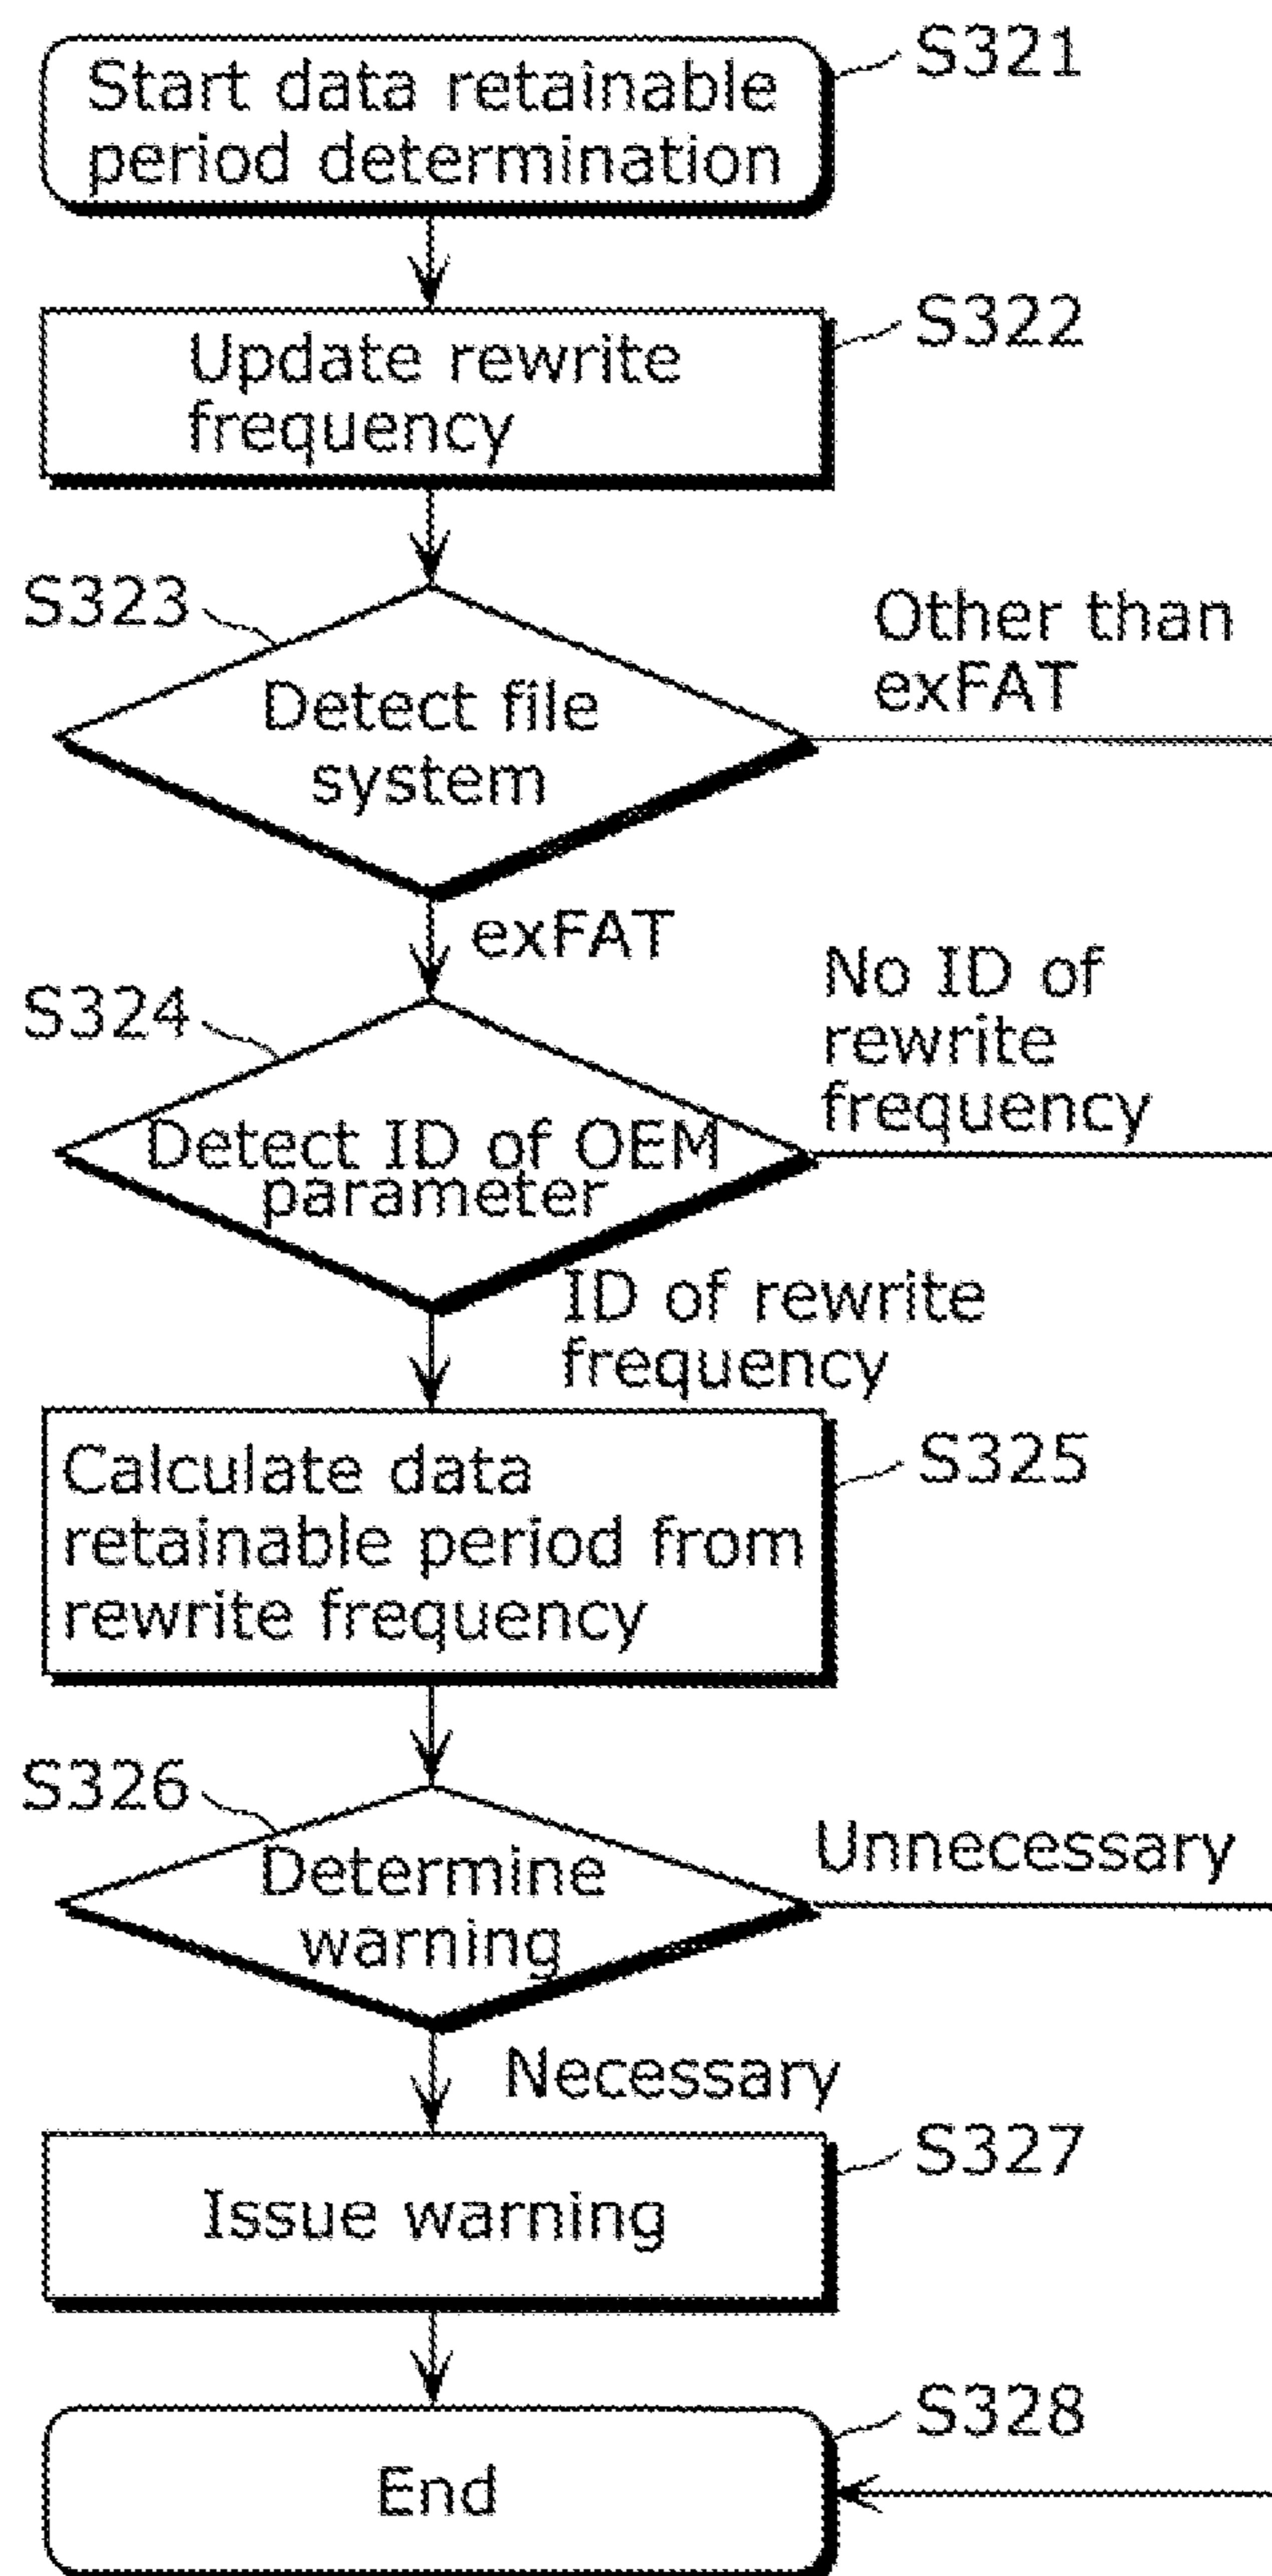 Start data retainable
period determination
S321
Update rewrite
frequency
S322
S323
Detect file
system
Other than
exFAT
exFAT
S324
Detect ID of OEM
parameter
No ID of
rewrite
frequency
ID of rewrite
frequency
Calculate data
retainable period from
rewrite frequency
S325
S326
Determine
warning
Unnecessary
Necessary
Issue warning
S327
End
S328